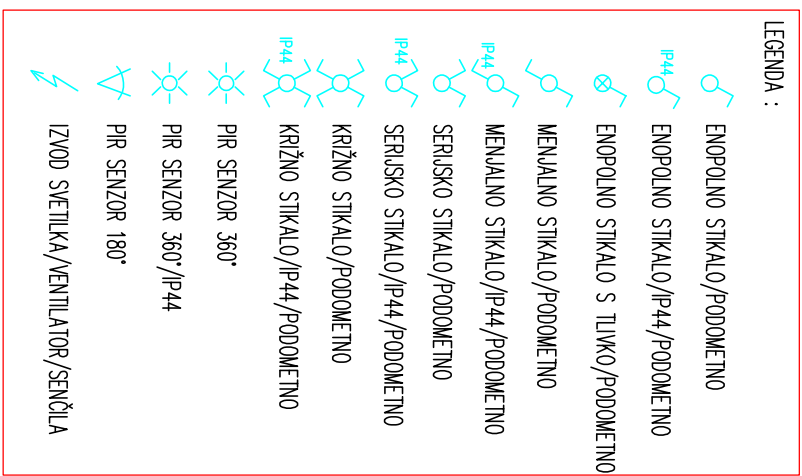 LEGENDA :
ENOPOLNO STIKALO/PODOMETNO
IP44 ENOPOLNO STIKALO/IP44/PODOMETNO
ENOPOLNO STIKALO S TLIVKO/PODOMETNO
MENJALNO STIKALO/PODOMETNO
IP44 MENJALNO STIKALO/IP44/PODOMETNO
SERIJSKO STIKALO/PODOMETNO
IP44 SERIJSKO STIKALO/IP44/PODOMETNO
KRIŽNO STIKALO/PODOMETNO
IP44 KRIŽNO STIKALO/IP44/PODOMETNO
PIR SENZOR 360°
PIR SENZOR 360°/IP44
PIR SENZOR 180°
IZVOD SVETILKA/VENTILATOR/SENČILA